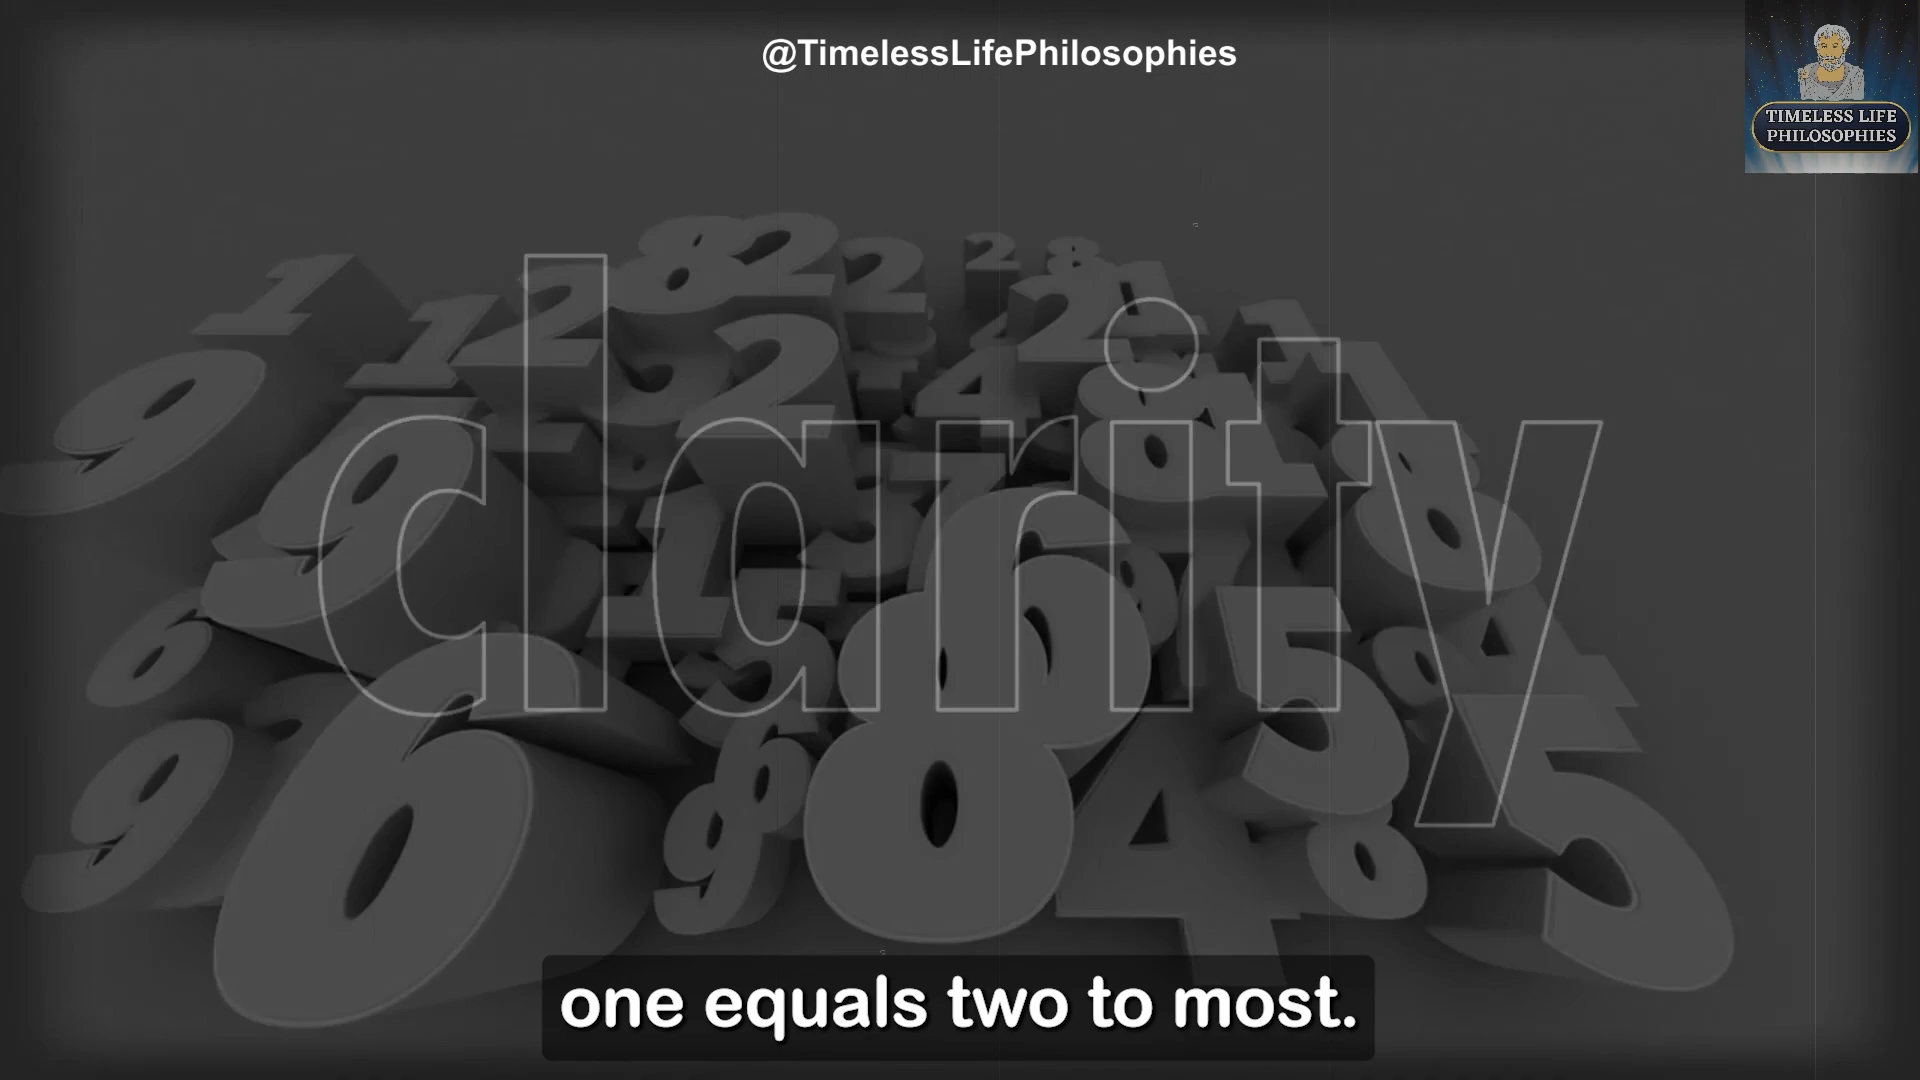 @TimelessLifePhilosophies
TIMELESS LIFE
PHILOSOPHIES
clarity
one equals two to most.